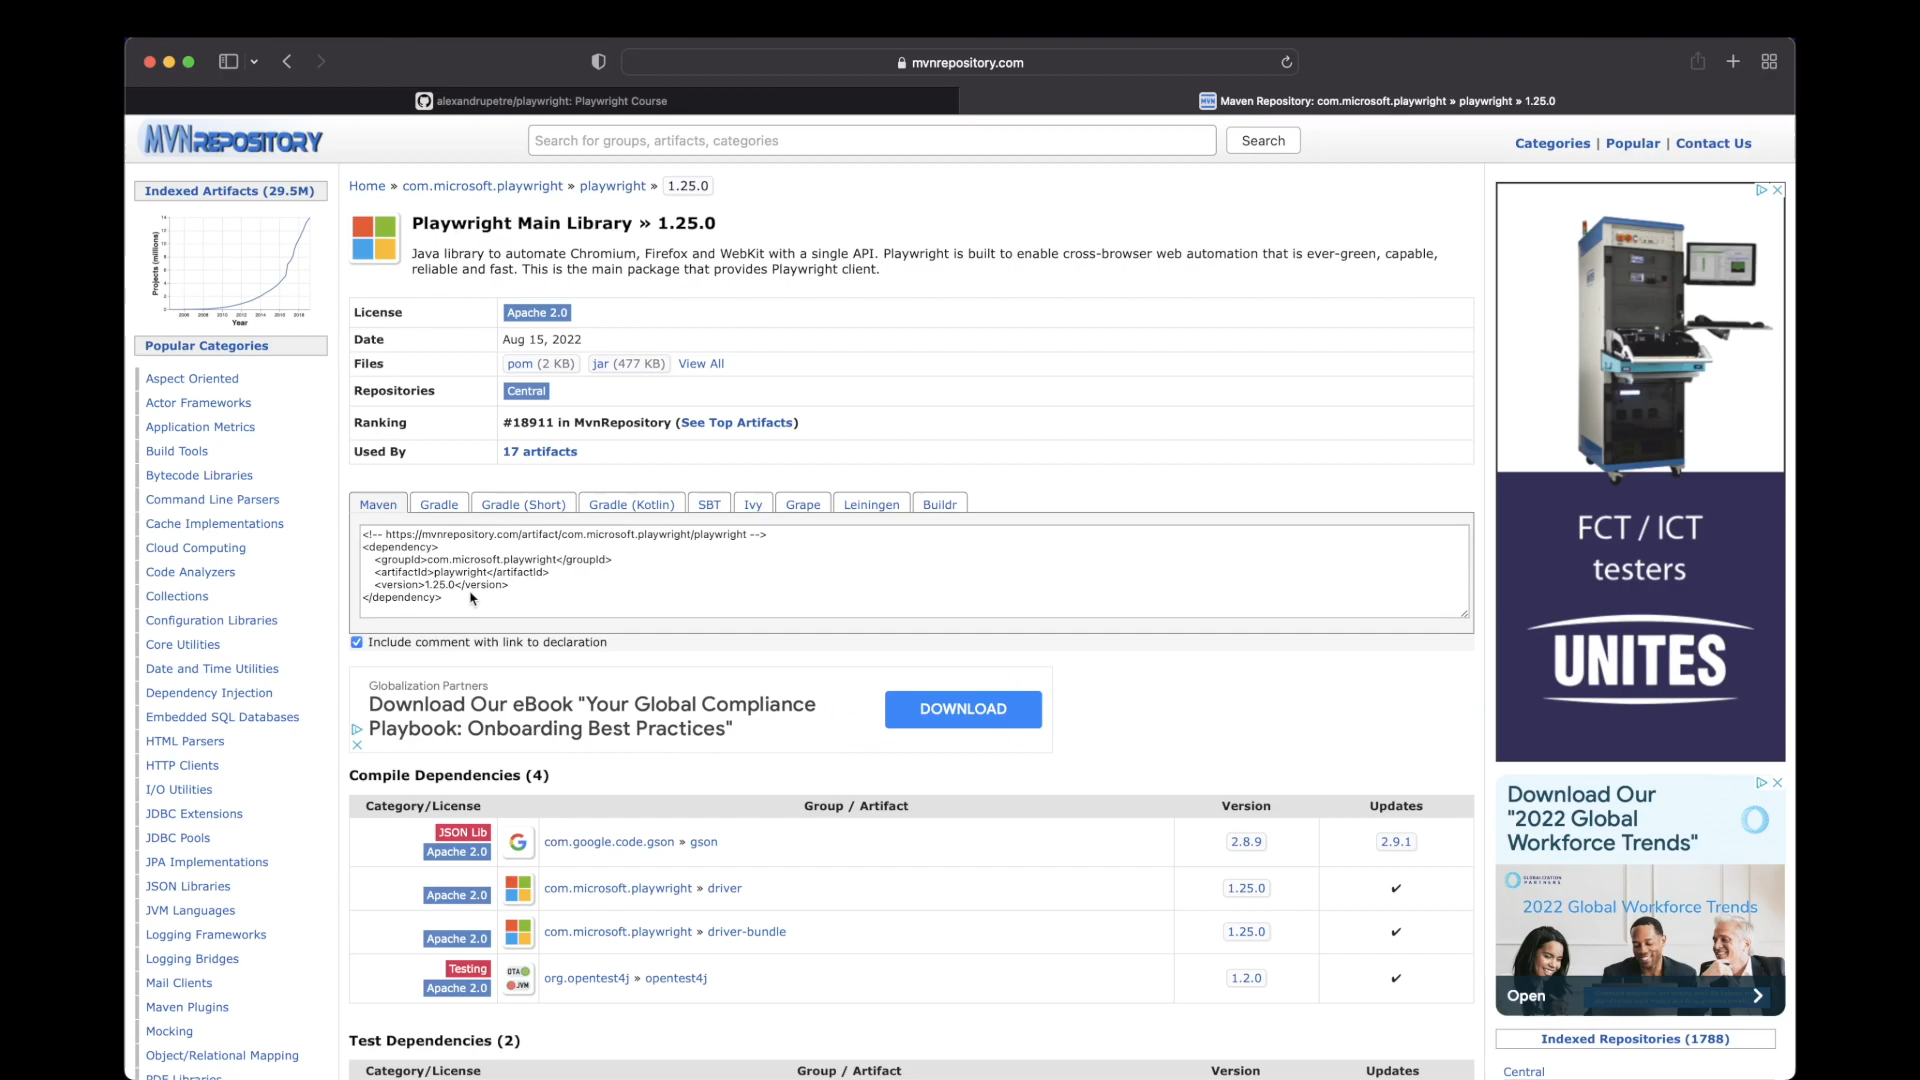 mvnrepository.com
alexandrupetre/playwright: Playwright Course
Maven Repository: com.microsoft.playwright » playwright » 1.25.0
MVNREPOSITORY
Search for groups, artifacts, categories
Search
Categories | Popular | Contact Us
Indexed Artifacts (29.5M)
Projects (millions)
Year
Popular Categories
Aspect Oriented
Actor Frameworks
Application Metrics
Build Tools
Bytecode Libraries
Command Line Parsers
Cache Implementations
Cloud Computing
Code Analyzers
Collections
Configuration Libraries
Core Utilities
Date and Time Utilities
Dependency Injection
Embedded SQL Databases
HTML Parsers
HTTP Clients
I/O Utilities
JDBC Extensions
JDBC Pools
JPA Implementations
JSON Libraries
JVM Languages
Logging Frameworks
Logging Bridges
Mail Clients
Maven Plugins
Mocking
Object/Relational Mapping
PDF Libraries
Home » com.microsoft.playwright » playwright » 1.25.0
Playwright Main Library » 1.25.0
Java library to automate Chromium, Firefox and WebKit with a single API. Playwright is built to enable cross-browser web automation that is ever-green, capable,
reliable and fast. This is the main package that provides Playwright client.
License Apache 2.0
Date Aug 15, 2022
Files pom (2 KB) jar (477 KB) View All
Repositories Central
Ranking #18911 in MvnRepository (See Top Artifacts)
Used By 17 artifacts
Maven Gradle Gradle (Short) Gradle (Kotlin) SBT Ivy Grape Leiningen Buildr
<!-- https://mvnrepository.com/artifact/com.microsoft.playwright/playwright -->
<dependency>
<groupId>com.microsoft.playwright</groupId>
<artifactId>playwright</artifactId>
<version>1.25.0</version>
</dependency>
Include comment with link to declaration
Globalization Partners
Download Our eBook "Your Global Compliance
Playbook: Onboarding Best Practices"
DOWNLOAD
Compile Dependencies (4)
Category/License Group / Artifact Version Updates
JSON Lib
Apache 2.0 com.google.code.gson » gson 2.8.9 2.9.1
Apache 2.0 com.microsoft.playwright » driver 1.25.0 ✔
Apache 2.0 com.microsoft.playwright » driver-bundle 1.25.0 ✔
Testing
Apache 2.0 OTA JVM org.opentest4j » opentest4j 1.2.0 ✔
Test Dependencies (2)
Category/License Group / Artifact Version Updates
FCT / ICT
testers
UNITES
Download Our
"2022 Global
Workforce Trends"
GLOBALIZATION
PARTNERS
2022 Global Workforce Trends
Open
Indexed Repositories (1788)
Central